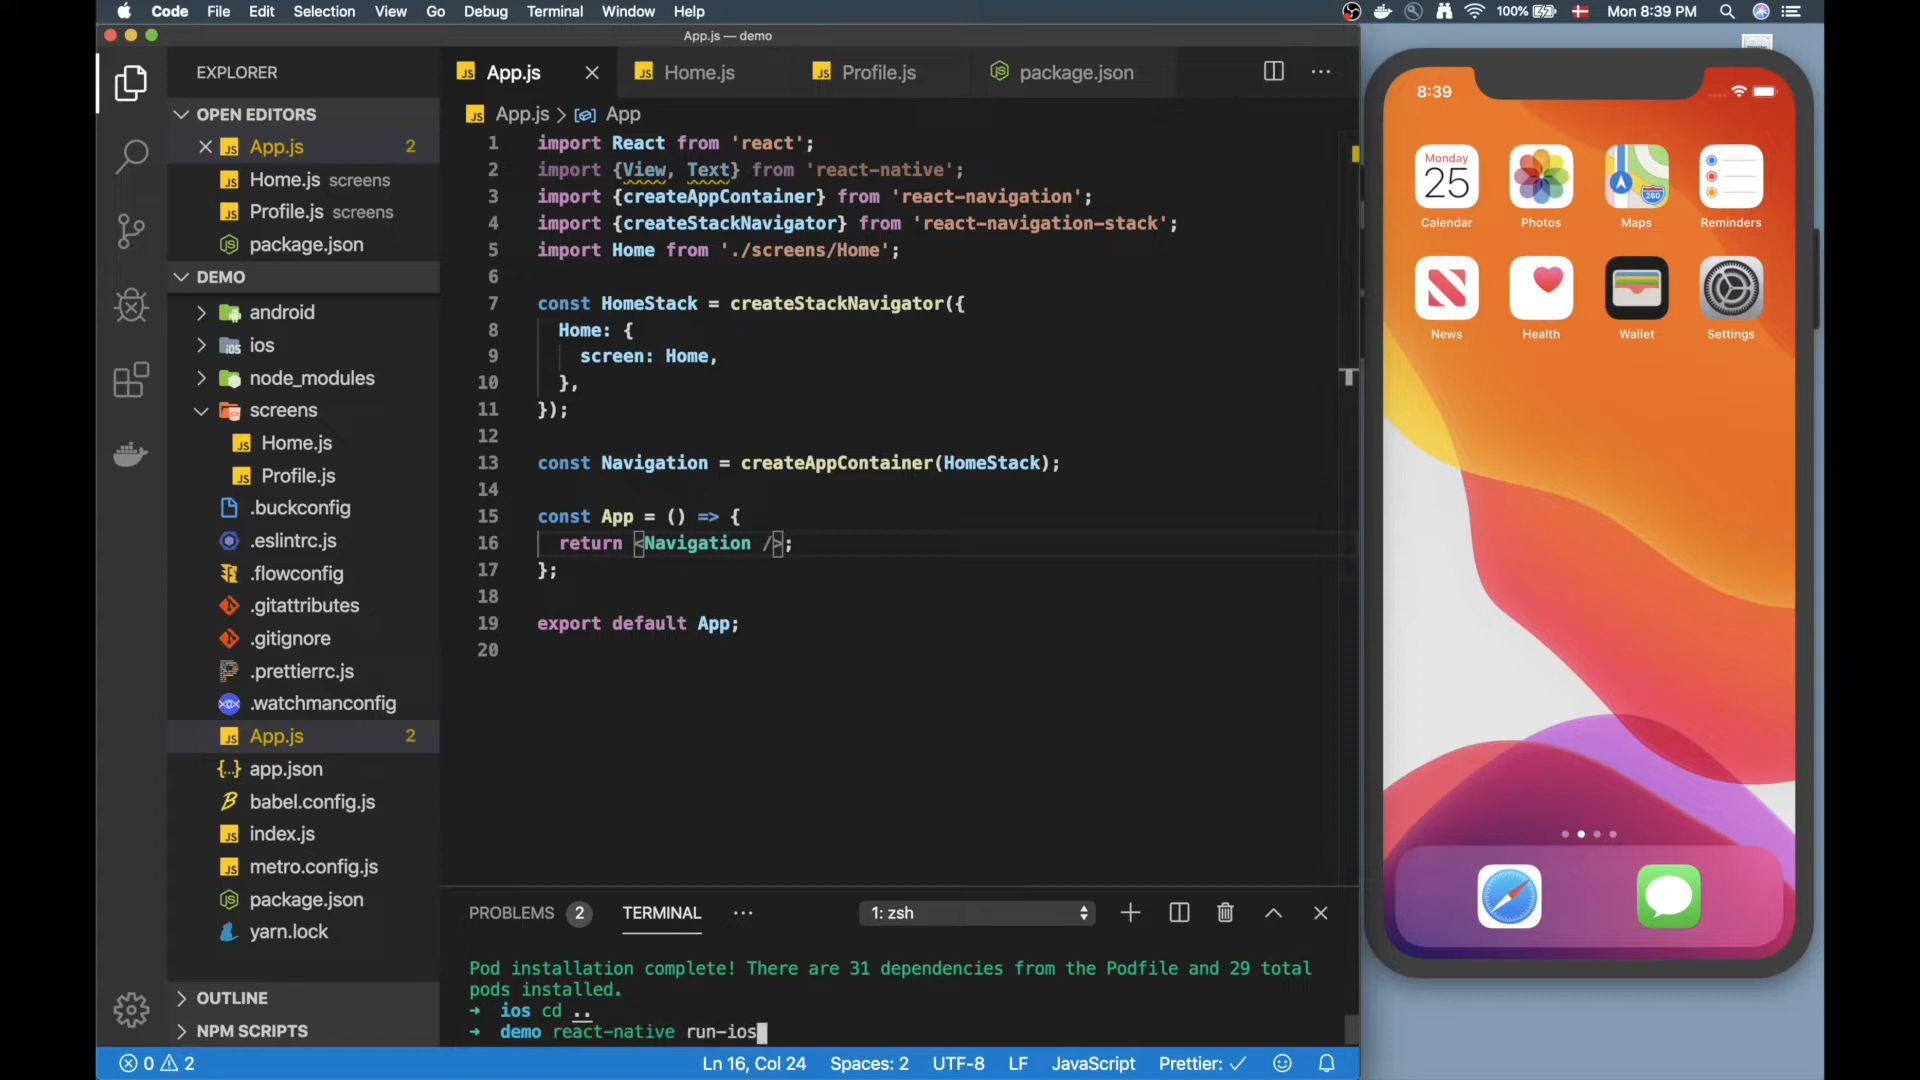 Code File Edit Selection View Go Debug Terminal Window Help 100% Mon 8:39 PM
App.js — demo
EXPLORER
OPEN EDITORS
App.js 2
Home.js screens
Profile.js screens
package.json
DEMO
android
ios
node_modules
screens
Home.js
Profile.js
.buckconfig
.eslintrc.js
.flowconfig
.gitattributes
.gitignore
.prettierrc.js
.watchmanconfig
App.js 2
app.json
babel.config.js
index.js
metro.config.js
package.json
yarn.lock
OUTLINE
NPM SCRIPTS
App.js Home.js Profile.js package.json
App.js > App
1 import React from 'react';
2 import {View, Text} from 'react-native';
3 import {createAppContainer} from 'react-navigation';
4 import {createStackNavigator} from 'react-navigation-stack';
5 import Home from './screens/Home';
6
7 const HomeStack = createStackNavigator({
8 Home: {
9 screen: Home,
10 },
11 });
12
13 const Navigation = createAppContainer(HomeStack);
14
15 const App = () => {
16 return <Navigation />;
17 };
18
19 export default App;
20
PROBLEMS 2 TERMINAL ... 1: zsh
Pod installation complete! There are 31 dependencies from the Podfile and 29 total
pods installed.
➜ ios cd ..
➜ demo react-native run-ios
0 2 Ln 16, Col 24 Spaces: 2 UTF-8 LF JavaScript Prettier: ✓
8:39
Monday
25
280
Calendar Photos Maps Reminders
News Health Wallet Settings